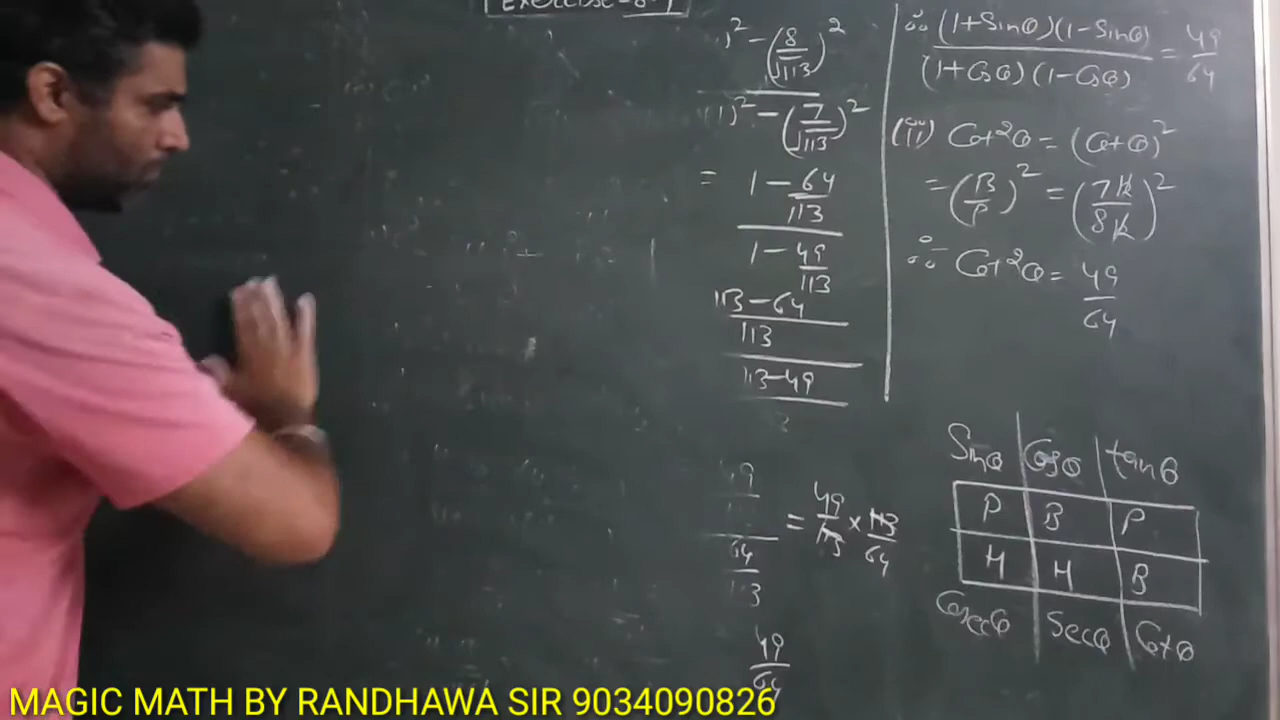 Exercise-8.1
)² - (8/√113)²
1)² - (7/√113)²
= 1 - 64/113
1 - 49/113
113-64
113
113-49
49
64
113
= 49/113 × 113/64
49/64
∴ (1+Sinθ)(1-Sinθ) / (1+Cosθ)(1-Cosθ) = 49/64
(ii) Cot²θ = (Cotθ)²
= (B/P)² = (7k/8k)²
∴ Cot²θ = 49/64
Sinθ Cosθ tanθ
P B P
H H B
Cosecθ Secθ Cotθ
MAGIC MATH BY RANDHAWA SIR 9034090826